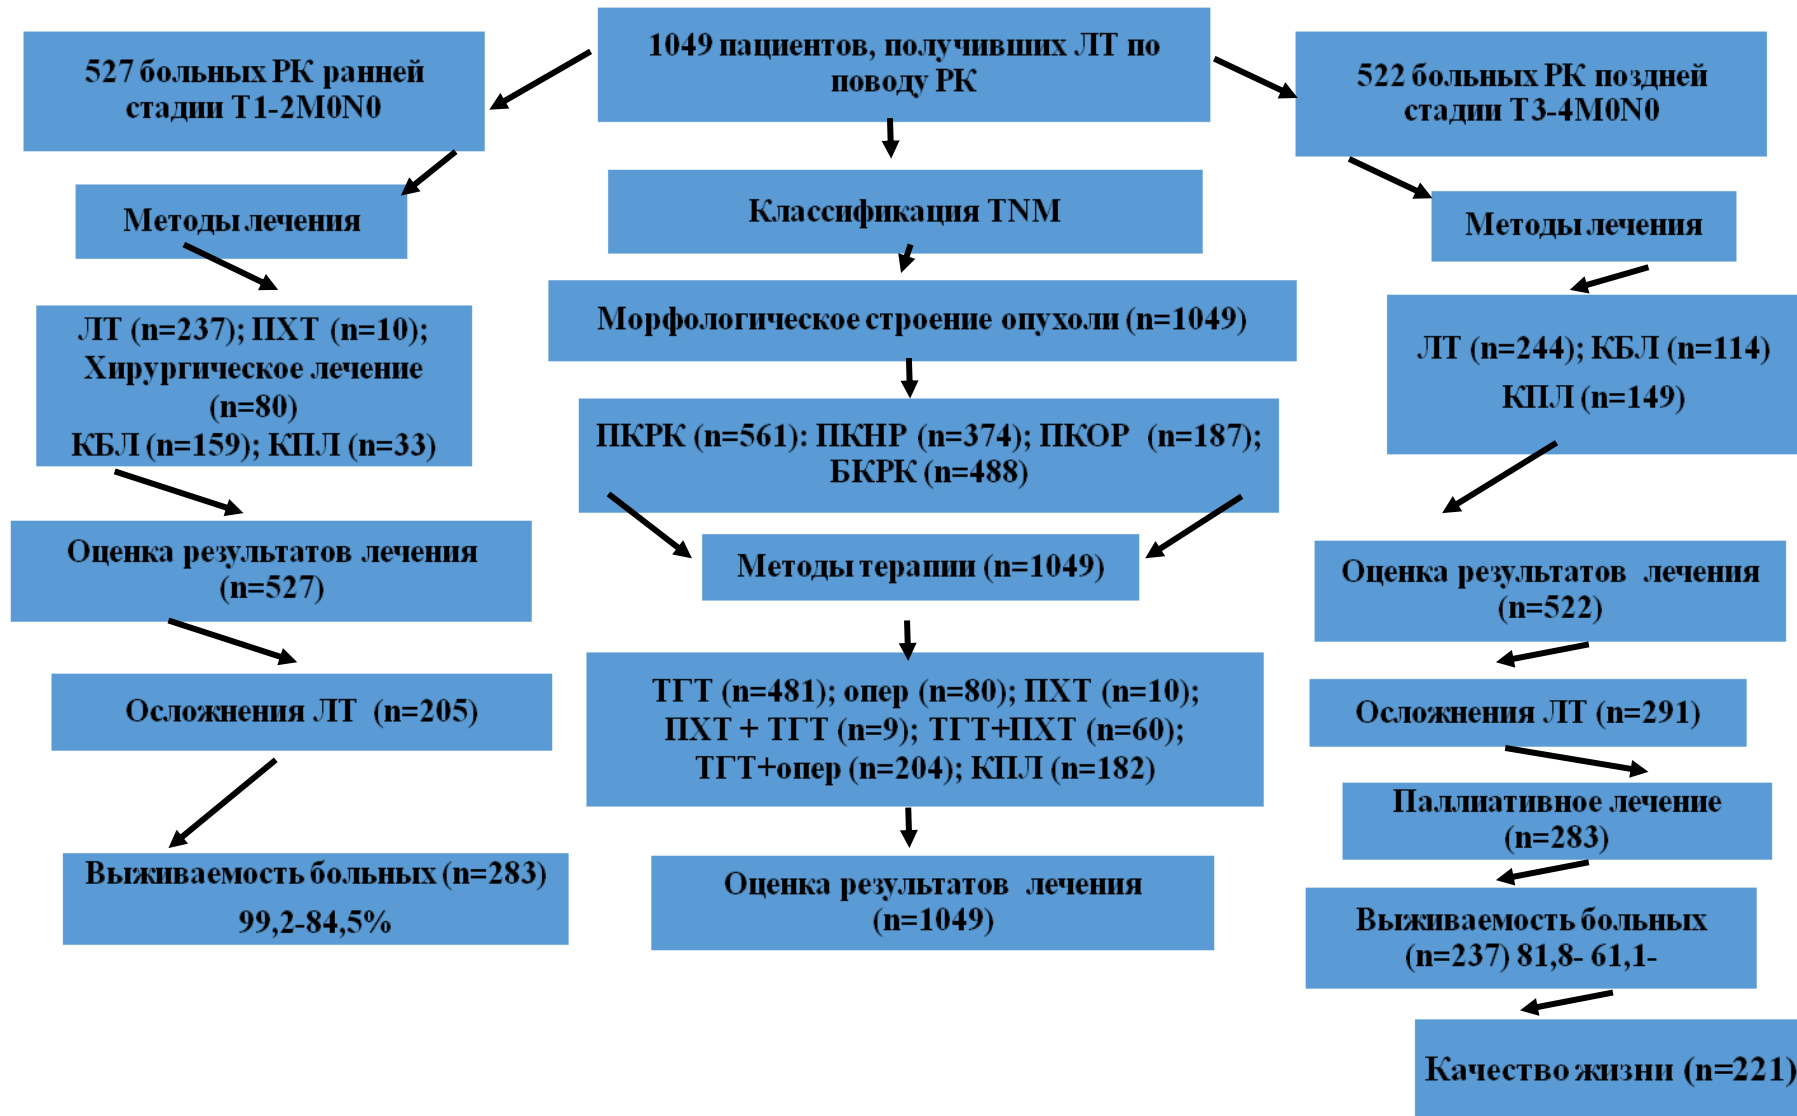 1049 пациентов, получивших ЛТ по
поводу РК
527 больных РК ранней
стадии Т1-2М0N0
Методы лечения
ЛТ (n=237); ПХТ (n=10);
Хирургическое лечение
(n=80)
КБЛ (n=159); КПЛ (n=33)
Оценка результатов лечения
(n=527)
Осложнения ЛТ (n=205)
Выживаемость больных (n=283)
99,2-84,5%
Классификация TNM
Морфологическое строение опухоли (n=1049)
ПКРК (n=561): ПКНР (n=374); ПКОР (n=187);
БКРК (n=488)
Методы терапии (n=1049)
ТГТ (n=481); опер (n=80); ПХТ (n=10);
ПХТ + ТГТ (n=9); ТГТ+ПХТ (n=60);
ТГТ+опер (n=204); КПЛ (n=182)
Оценка результатов лечения
(n=1049)
522 больных РК поздней
стадии Т3-4М0N0
Методы лечения
ЛТ (n=244); КБЛ (n=114)
КПЛ (n=149)
Оценка результатов лечения
(n=522)
Осложнения ЛТ (n=291)
Паллиативное лечение
(n=283)
Выживаемость больных
(n=237) 81,8- 61,1-
Качество жизни (n=221)